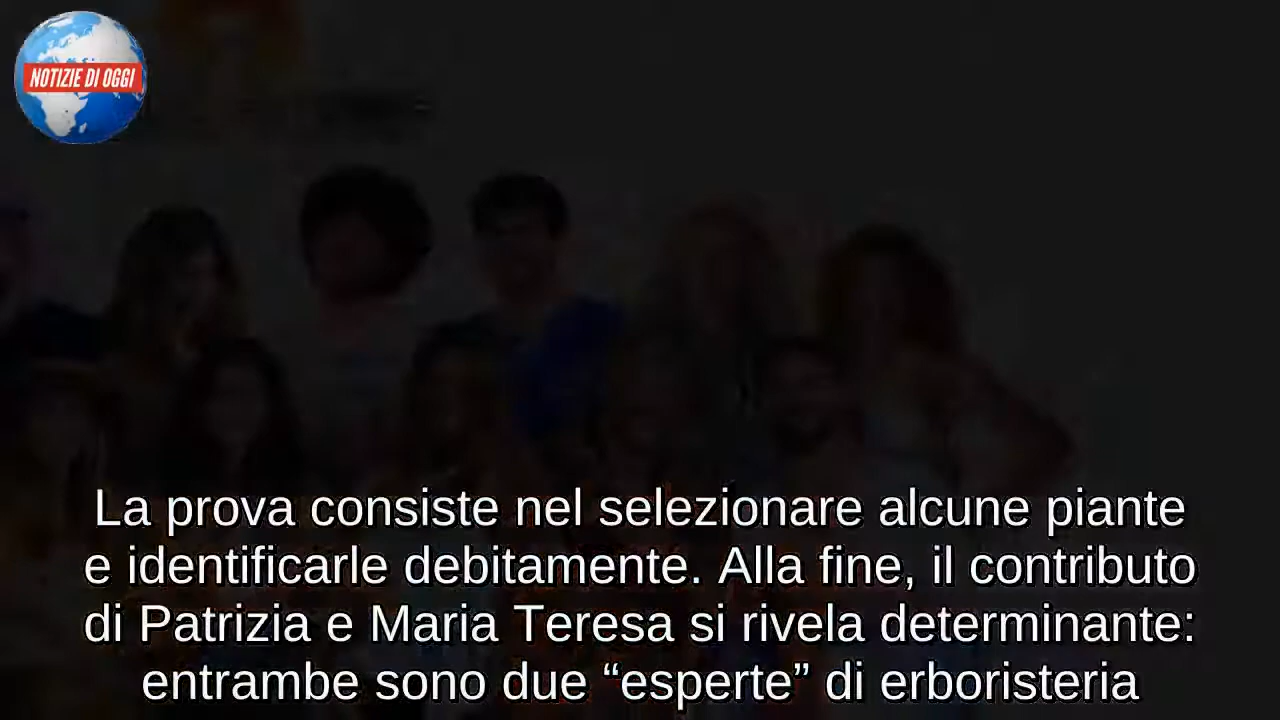 NOTIZIE DI OGGI
La prova consiste nel selezionare alcune piante
e identificarle debitamente. Alla fine, il contributo
di Patrizia e Maria Teresa si rivela determinante:
entrambe sono due “esperte” di erboristeria